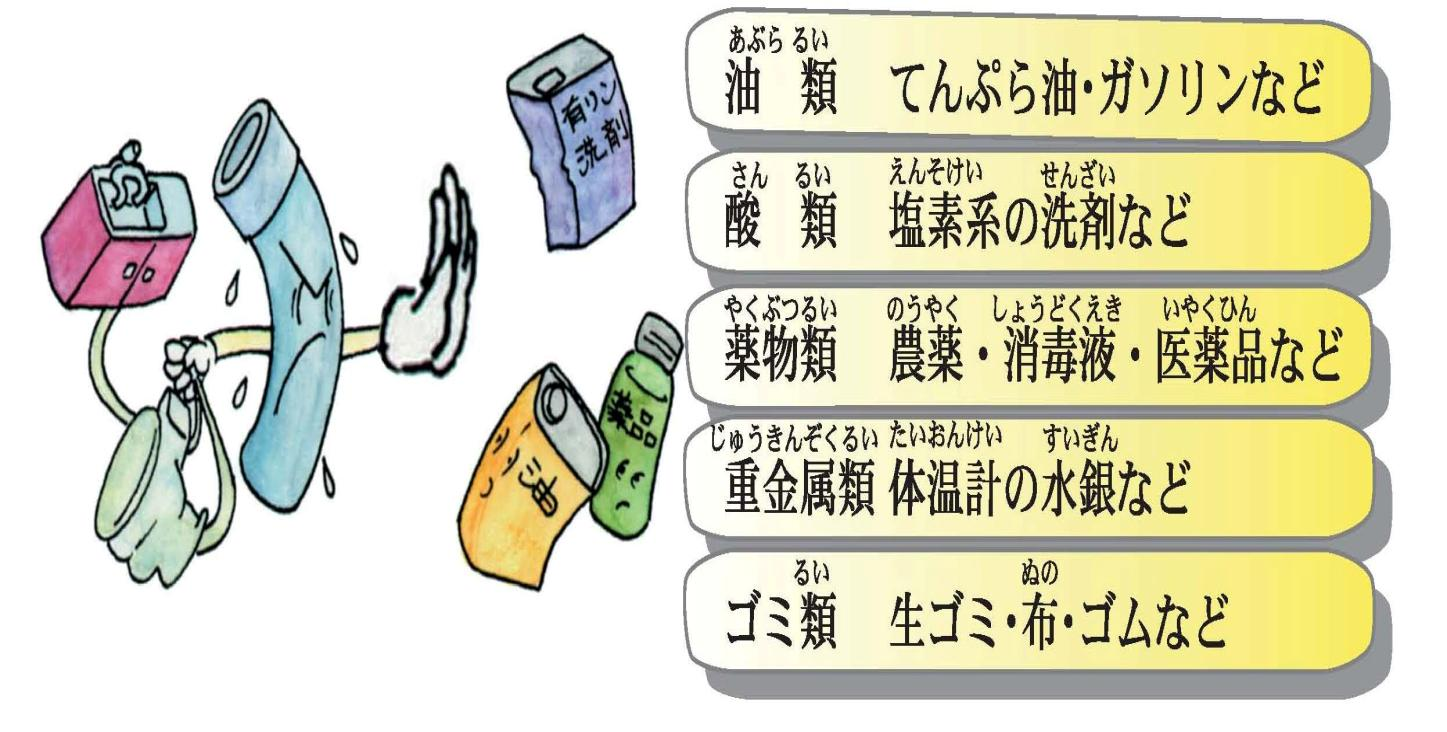 有リン
洗剤
薬品
油
あぶら るい
油 類 てんぷら油・ガソリンなど
さん るい えんそけい せんざい
酸 類 塩素系の洗剤など
やくぶつるい のうやく しょうどくえき いやくひん
薬物類 農薬・消毒液・医薬品など
じゅうきんぞくるい たいおんけい すいぎん
重金属類 体温計の水銀など
るい ぬの
ゴミ類 生ゴミ・布・ゴムなど